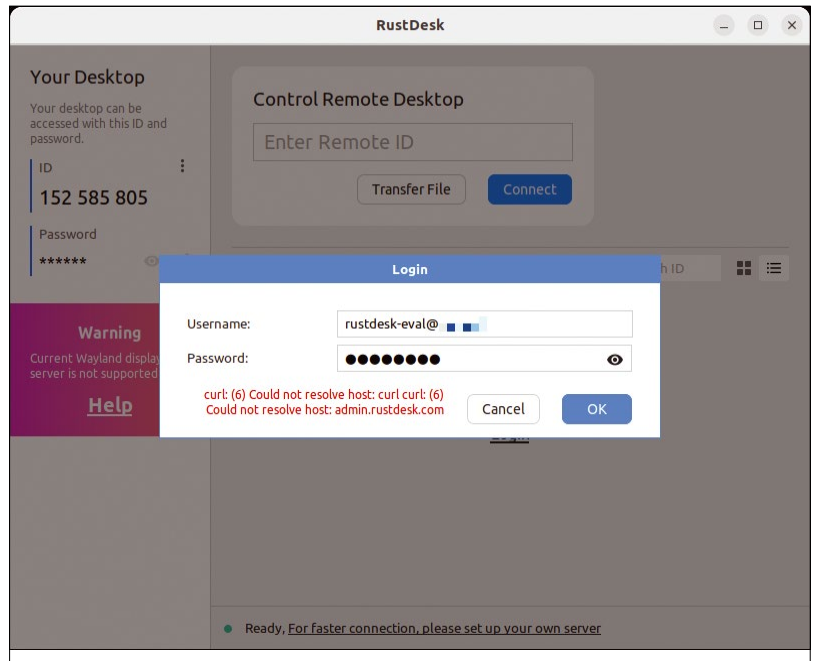 RustDesk
Your Desktop
Your desktop can be
accessed with this ID and
password.
ID
152 585 805
Password
******
Warning
Current Wayland display
server is not supported
Help
Control Remote Desktop
Enter Remote ID
Transfer File
Connect
ID
Login
Username:
rustdesk-eval@
Password:
●●●●●●●●
curl: (6) Could not resolve host: curl curl: (6)
Could not resolve host: admin.rustdesk.com
Cancel
OK
Ready, For faster connection, please set up your own server